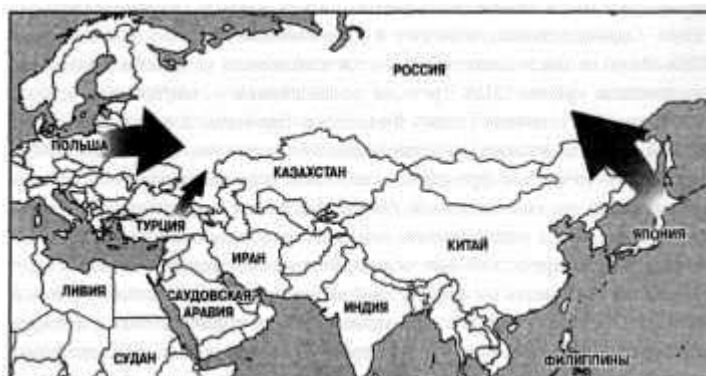 РОССИЯ
ПОЛЬША
КАЗАХСТАН
ТУРЦИЯ
ЯПОНИЯ
КИТАЙ
ИРАН
ЛИВИЯ
САУДОВСКАЯ
АРАВИЯ
ИНДИЯ
СУДАН
ФИЛИППИНЫ